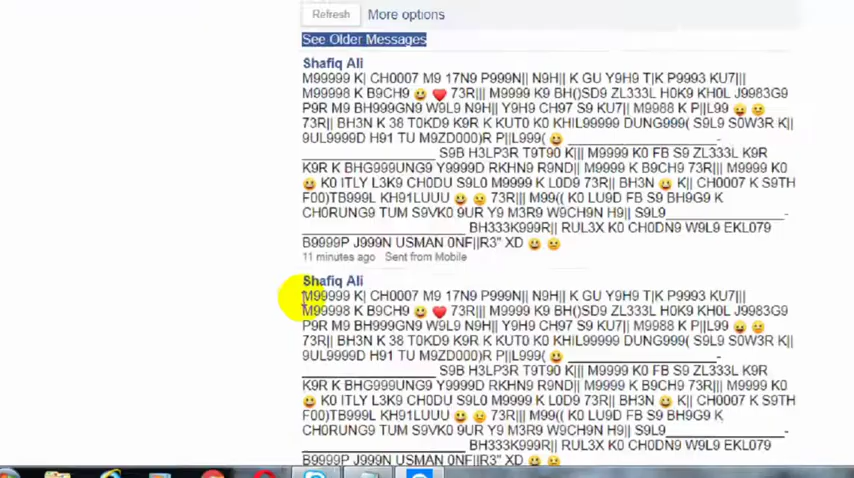 Refresh More options
See Older Messages
Shafiq Ali
M99999 K| CH0007 M9 17N9 P999N|| N9H|| K GU Y9H9 T|K P9993 KU7|||
M99998 K B9CH9 😃 ❤ 73R||| M9999 K9 BH()SD9 ZL333L H0K9 KH0L J9983G9
P9R M9 BH999GN9 W9L9 N9H|| Y9H9 CH97 S9 KU7|| M9988 K P||L99 😛 😕
73R|| BH3N K 38 T0KD9 K9R K KUT0 K0 KHIL99999 DUNG999( S9L9 S0W3R K||
9UL9999D H91 TU M9ZD000)R P||L999( 😃 ____________________-
_________________ S9B H3LP3R T9T90 K||| M9999 K0 FB S9 ZL333L K9R
K9R K BHG999UNG9 Y9999D RKHN9 R9ND|| M9999 K B9CH9 73R||| M9999 K0
😃 K0 ITLY L3K9 CH0DU S9L0 M9999 K L0D9 73R|| BH3N 😃 K|| CH0007 K S9TH
F00)TB999L KH91LUUU 😃 😕 73R||| M99(( K0 LU9D FB S9 BH9G9 K
CH0RUNG9 TUM S9VK0 9UR Y9 M3R9 W9CH9N H9|| S9L9_______________-
____________________ BH333K999R|| RUL3X K0 CH0DN9 W9L9 EKL079
B9999P J999N USMAN 0NF||R3" XD 😃 😕
11 minutes ago Sent from Mobile
Shafiq Ali
M99999 K| CH0007 M9 17N9 P999N|| N9H|| K GU Y9H9 T|K P9993 KU7|||
M99998 K B9CH9 😃 ❤ 73R||| M9999 K9 BH()SD9 ZL333L H0K9 KH0L J9983G9
P9R M9 BH999GN9 W9L9 N9H|| Y9H9 CH97 S9 KU7|| M9988 K P||L99 😛 😕
73R|| BH3N K 38 T0KD9 K9R K KUT0 K0 KHIL99999 DUNG999( S9L9 S0W3R K||
9UL9999D H91 TU M9ZD000)R P||L999( 😃 ____________________-
_________________ S9B H3LP3R T9T90 K||| M9999 K0 FB S9 ZL333L K9R
K9R K BHG999UNG9 Y9999D RKHN9 R9ND|| M9999 K B9CH9 73R||| M9999 K0
😃 K0 ITLY L3K9 CH0DU S9L0 M9999 K L0D9 73R|| BH3N 😃 K|| CH0007 K S9TH
F00)TB999L KH91LUUU 😃 😕 73R||| M99(( K0 LU9D FB S9 BH9G9 K
CH0RUNG9 TUM S9VK0 9UR Y9 M3R9 W9CH9N H9|| S9L9_______________-
____________________ BH333K999R|| RUL3X K0 CH0DN9 W9L9 EKL079
B9999P J999N USMAN 0NF||R3" XD 😃 😕